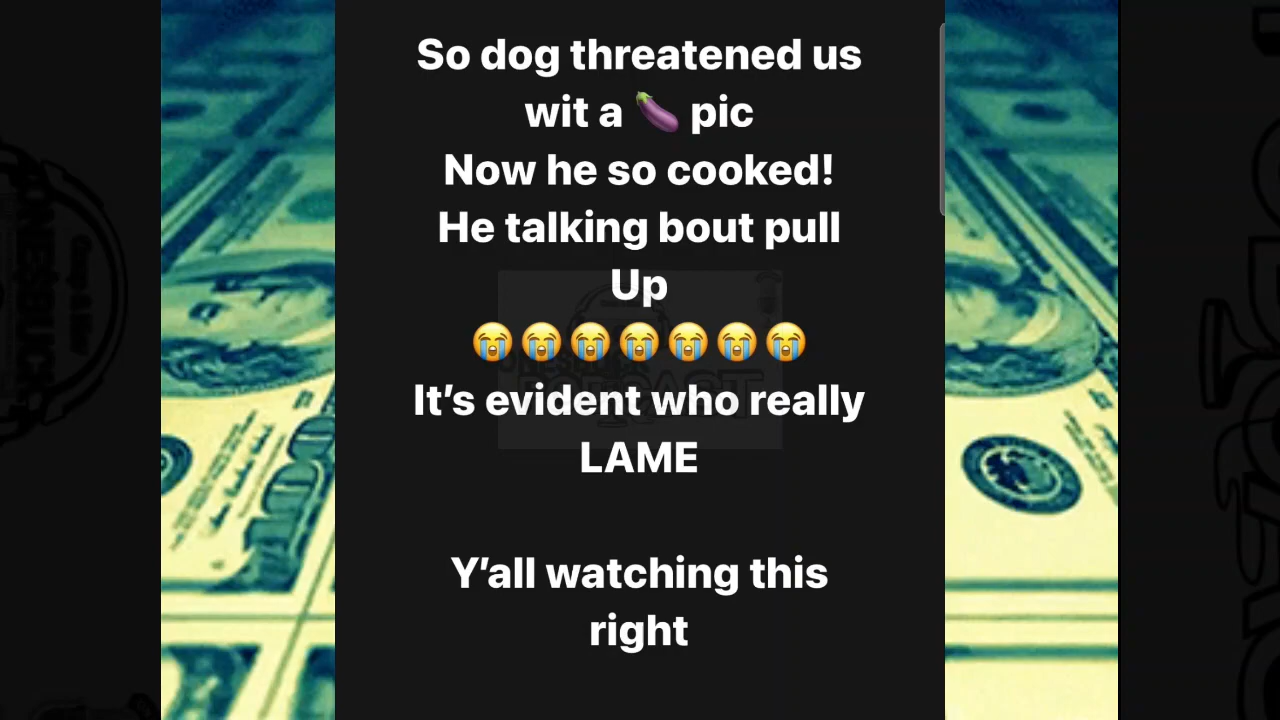 So dog threatened us
wit a 🍆 pic
Now he so cooked!
He talking bout pull
Up
😭😭😭😭😭😭😭
It’s evident who really
LAME
Y’all watching this
right
PODCAST